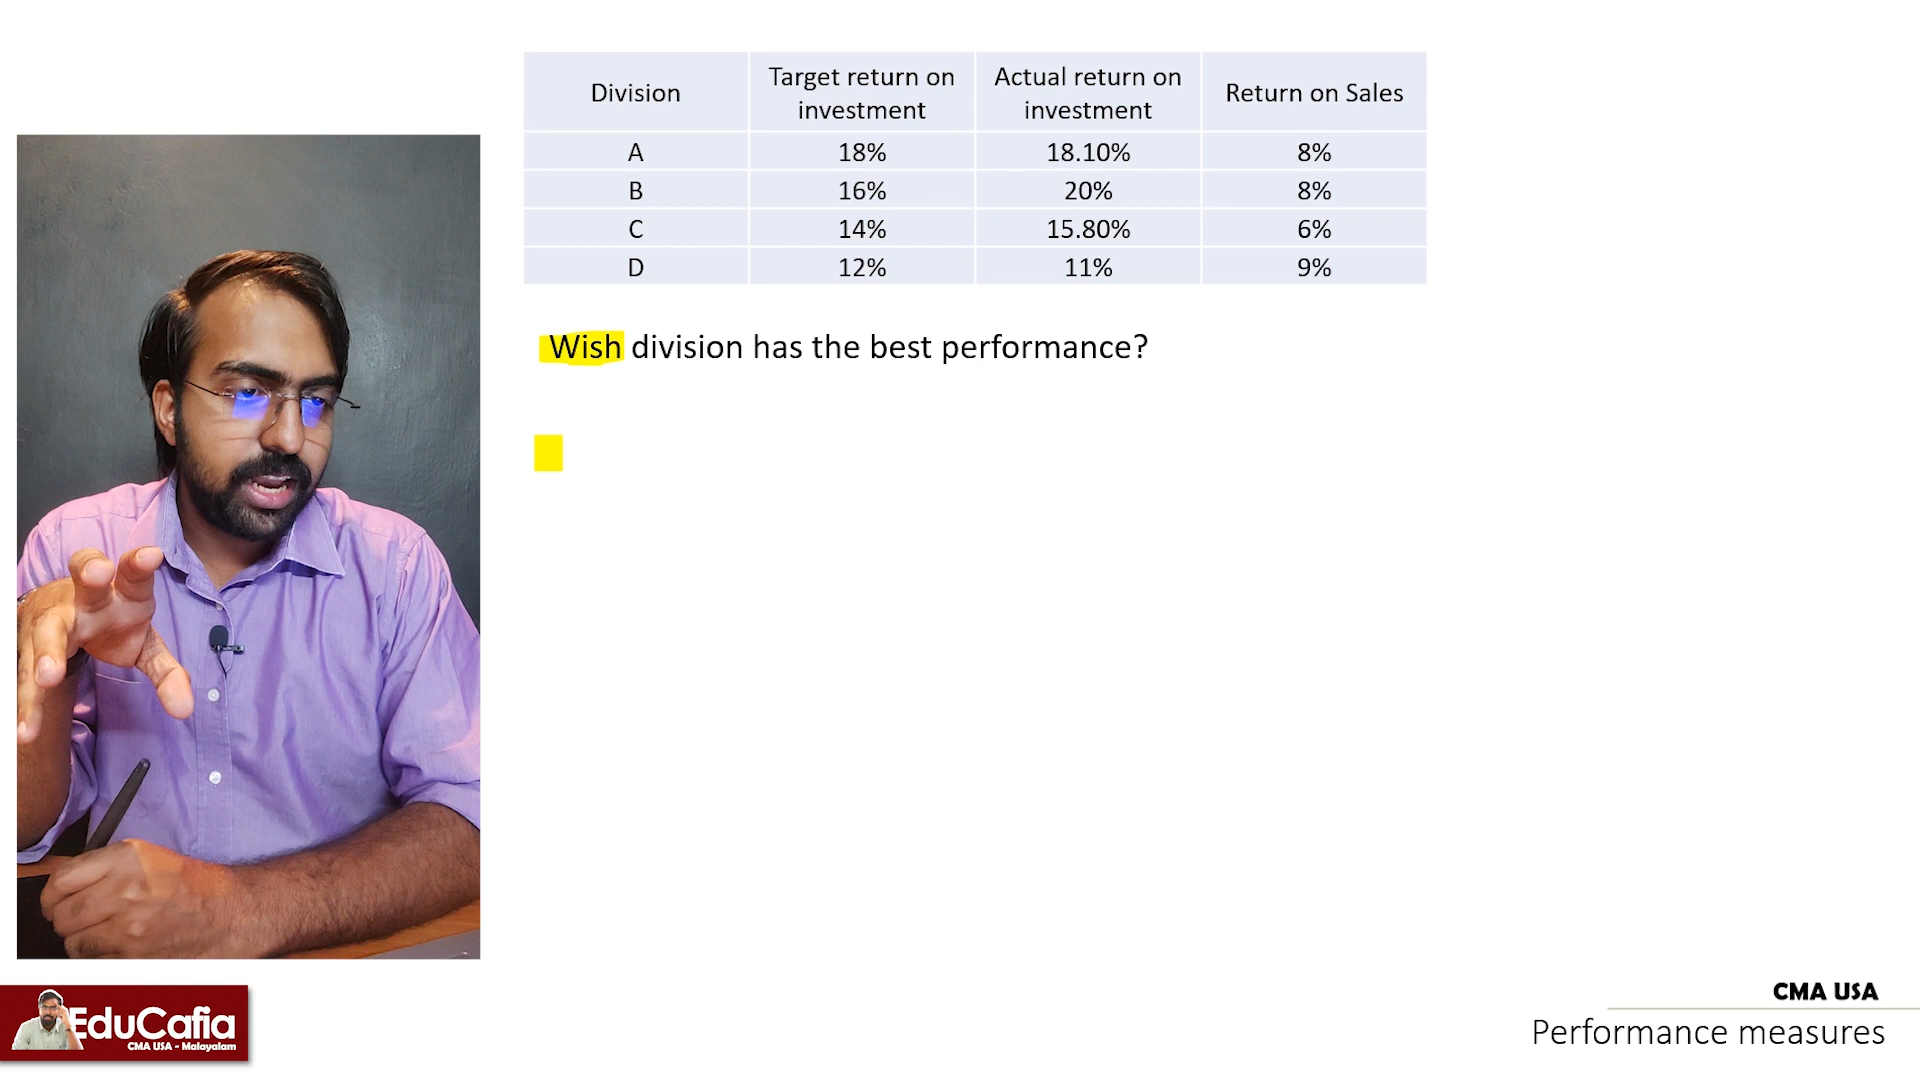 Division Target return on investment Actual return on investment Return on Sales
A 18% 18.10% 8%
B 16% 20% 8%
C 14% 15.80% 6%
D 12% 11% 9%
Wish division has the best performance?
EduCafia
CMA USA - Malayalam
CMA USA
Performance measures